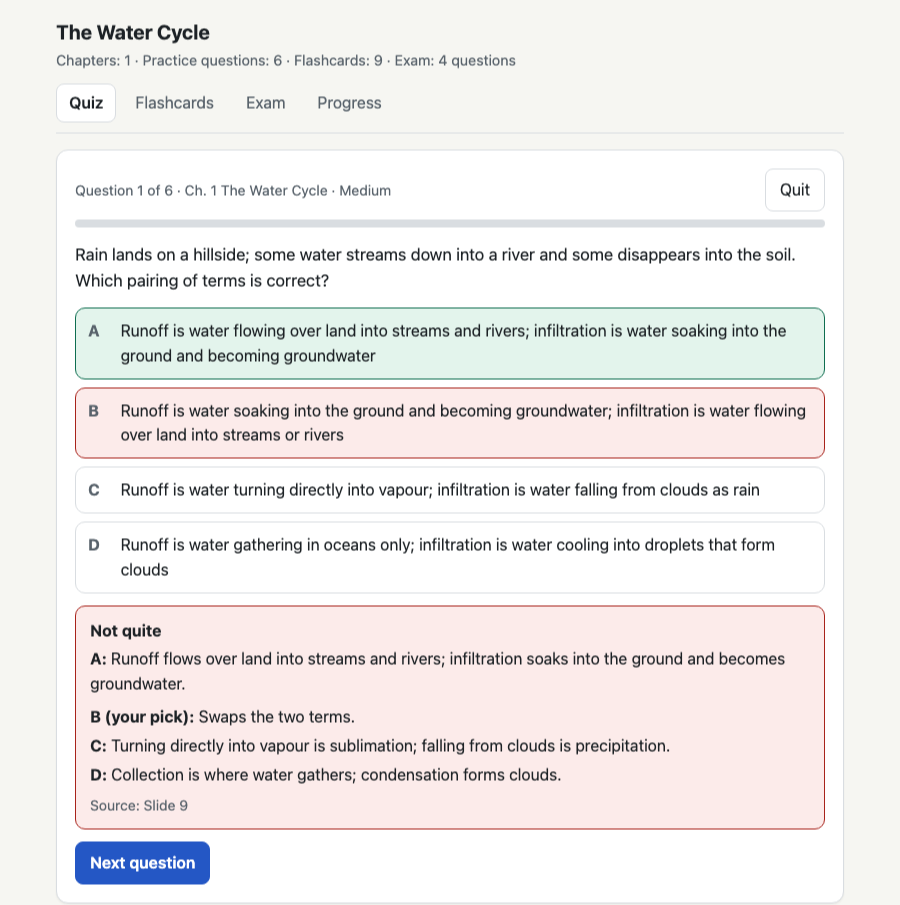 The Water Cycle
Chapters: 1 · Practice questions: 6 · Flashcards: 9 · Exam: 4 questions
Quiz Flashcards Exam Progress
Question 1 of 6 · Ch. 1 The Water Cycle · Medium
Quit
Rain lands on a hillside; some water streams down into a river and some disappears into the soil.
Which pairing of terms is correct?
A Runoff is water flowing over land into streams and rivers; infiltration is water soaking into the
ground and becoming groundwater
B Runoff is water soaking into the ground and becoming groundwater; infiltration is water flowing
over land into streams or rivers
C Runoff is water turning directly into vapour; infiltration is water falling from clouds as rain
D Runoff is water gathering in oceans only; infiltration is water cooling into droplets that form
clouds
Not quite
A: Runoff flows over land into streams and rivers; infiltration soaks into the ground and becomes
groundwater.
B (your pick): Swaps the two terms.
C: Turning directly into vapour is sublimation; falling from clouds is precipitation.
D: Collection is where water gathers; condensation forms clouds.
Source: Slide 9
Next question